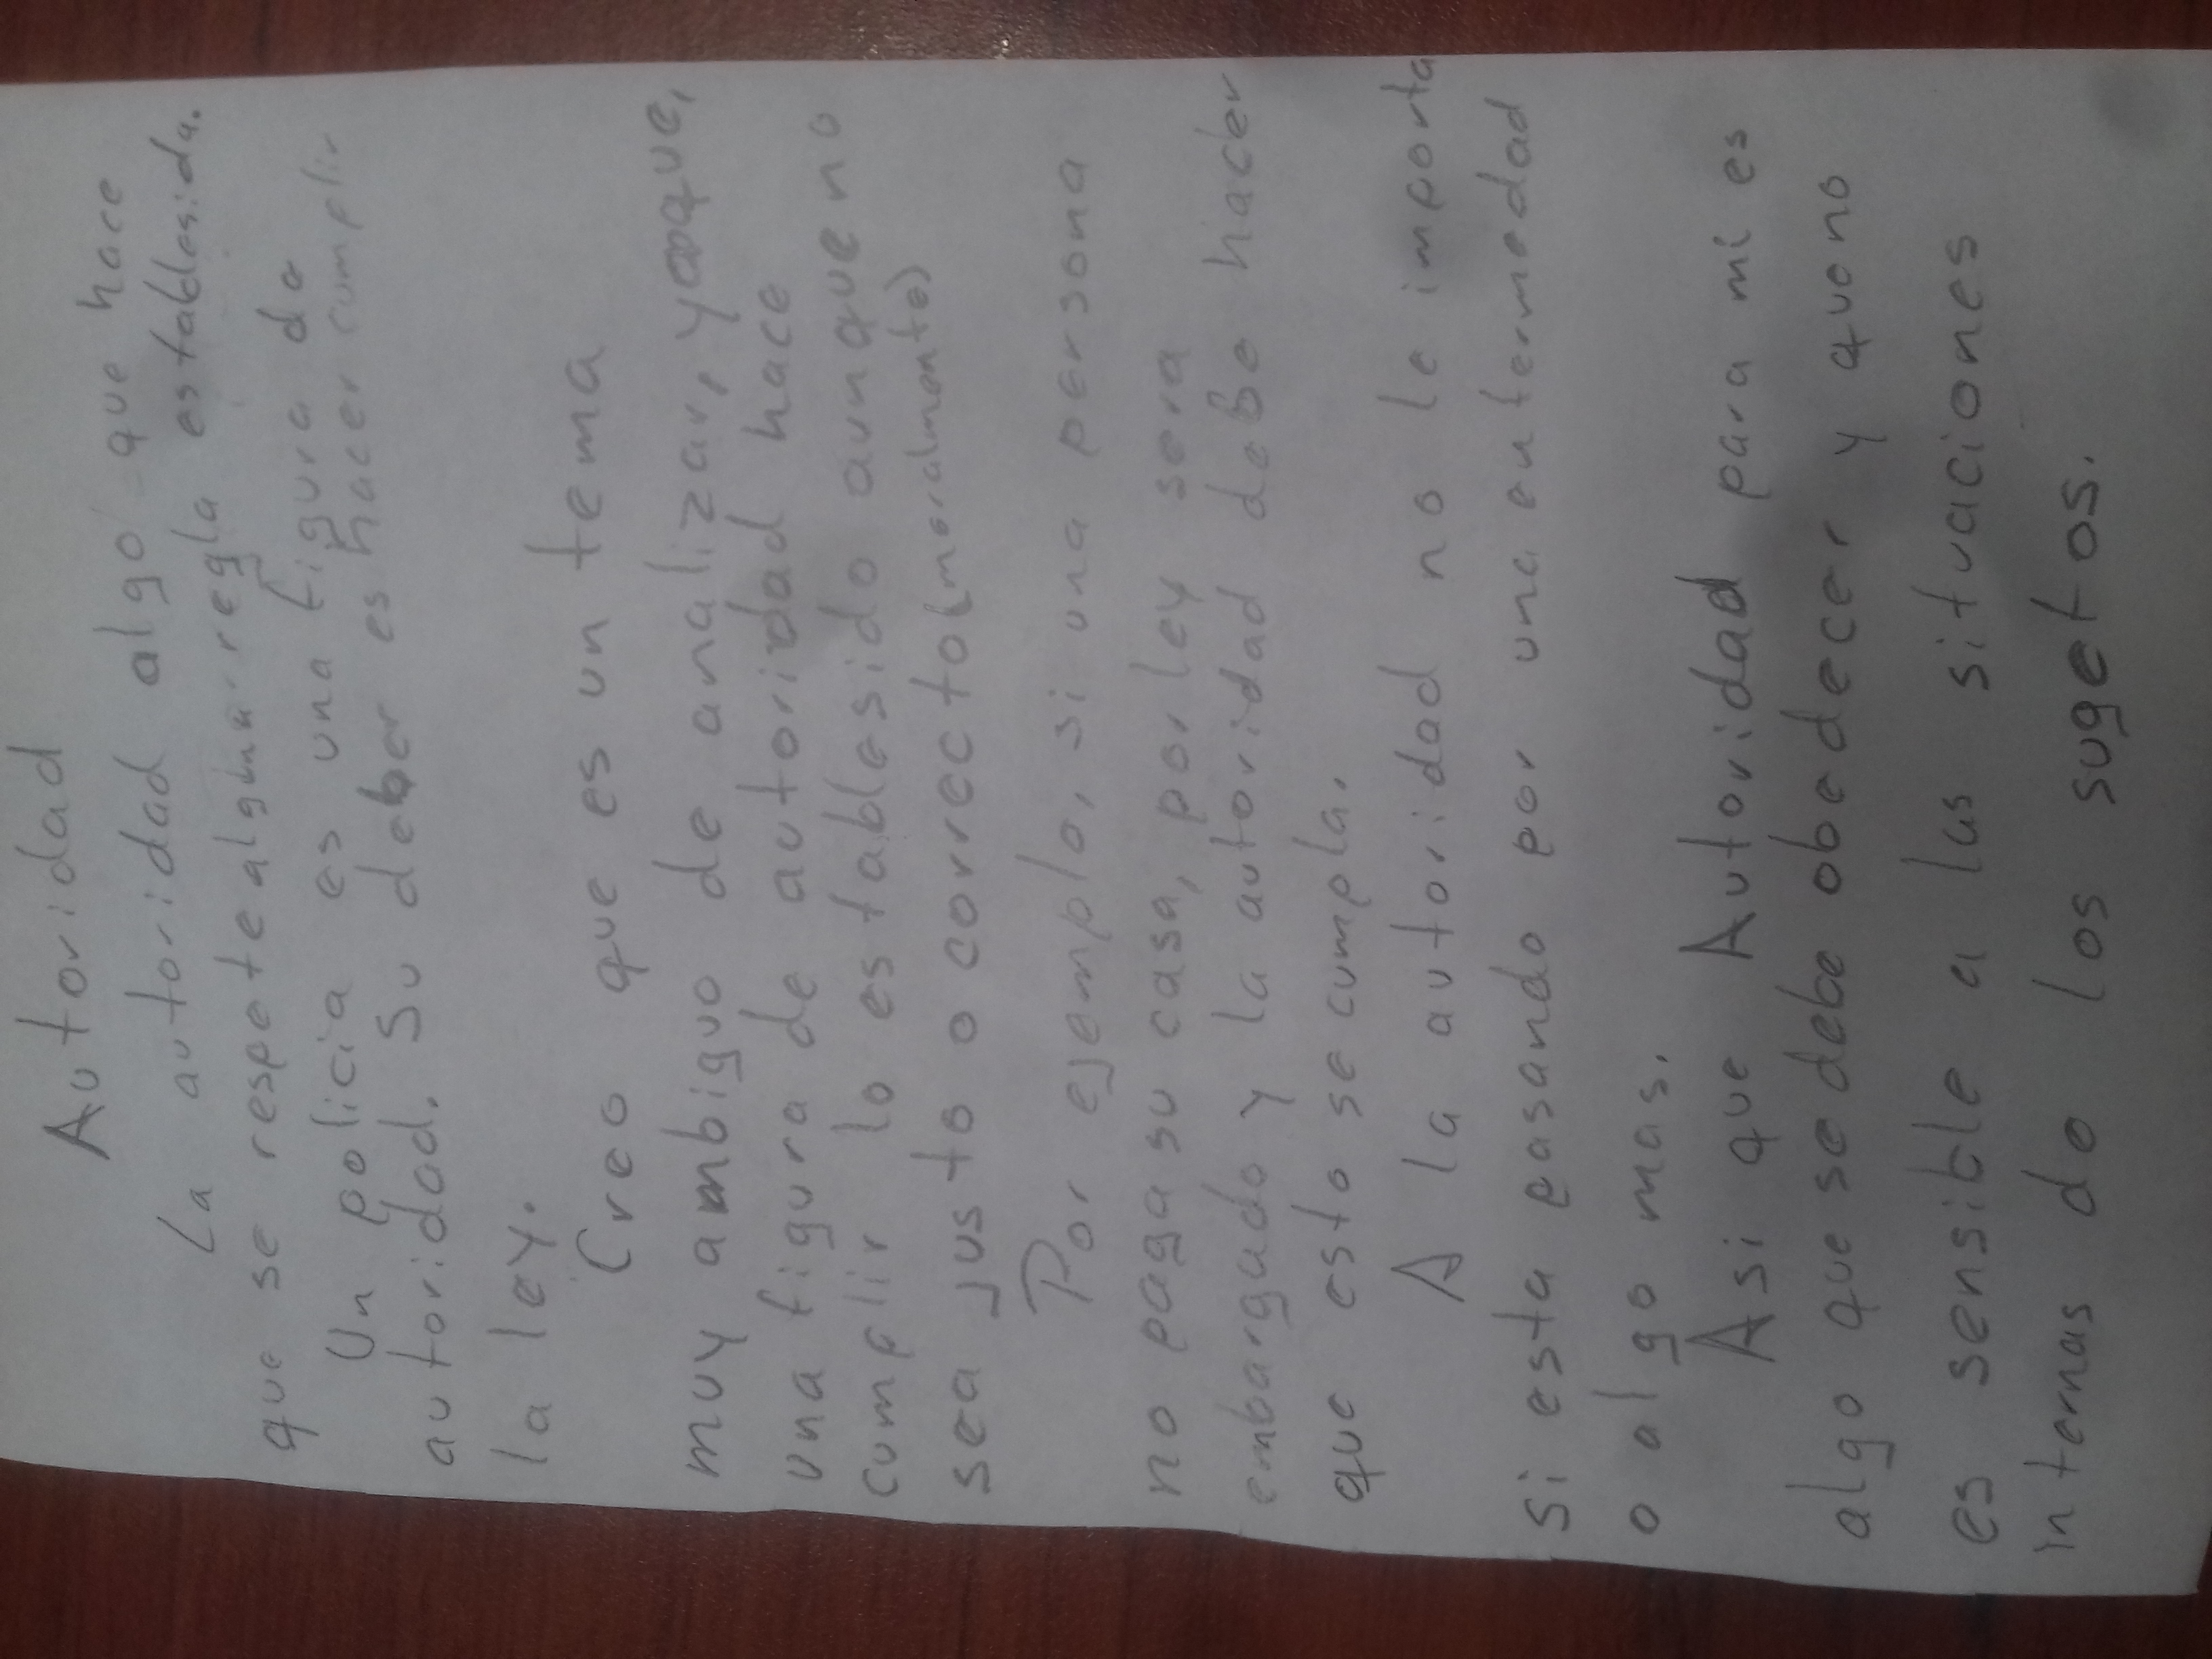 Autoridad
La autoridad algo que hace
que se respete alguna regla establesida.
Un policia es una figura de
autoridad. Su deber es hacer cumplir
la ley.
Creo que es un tema
muy ambiguo de analizar, yaque,
una figura de autoridad hace
cumplir lo establesido aunque no
sea justo o correcto (moralmente)
Por ejemplo, si una persona
no paga su casa, por ley sera
embargado y la autoridad debe hacer
que esto se cumpla.
A la autoridad no le importa
si esta pasando por una enfermedad
o algo mas.
Asi que Autoridad para mi es
algo que se debe obedecer y que no
es sensible a las situaciones
internas de los sugetos.